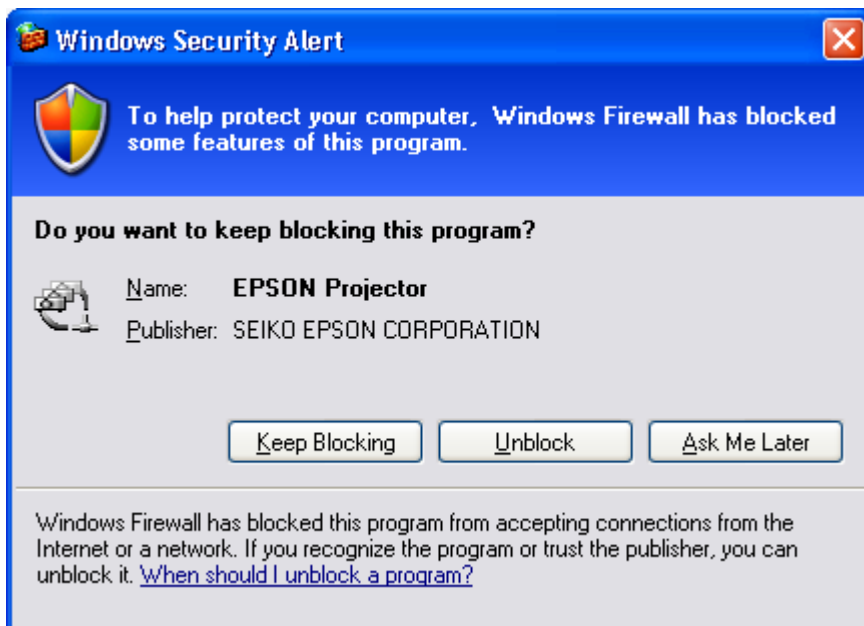 Windows Security Alert
To help protect your computer, Windows Firewall has blocked
some features of this program.
Do you want to keep blocking this program?
Name: EPSON Projector
Publisher: SEIKO EPSON CORPORATION
Keep Blocking Unblock Ask Me Later
Windows Firewall has blocked this program from accepting connections from the
Internet or a network. If you recognize the program or trust the publisher, you can
unblock it. When should I unblock a program?